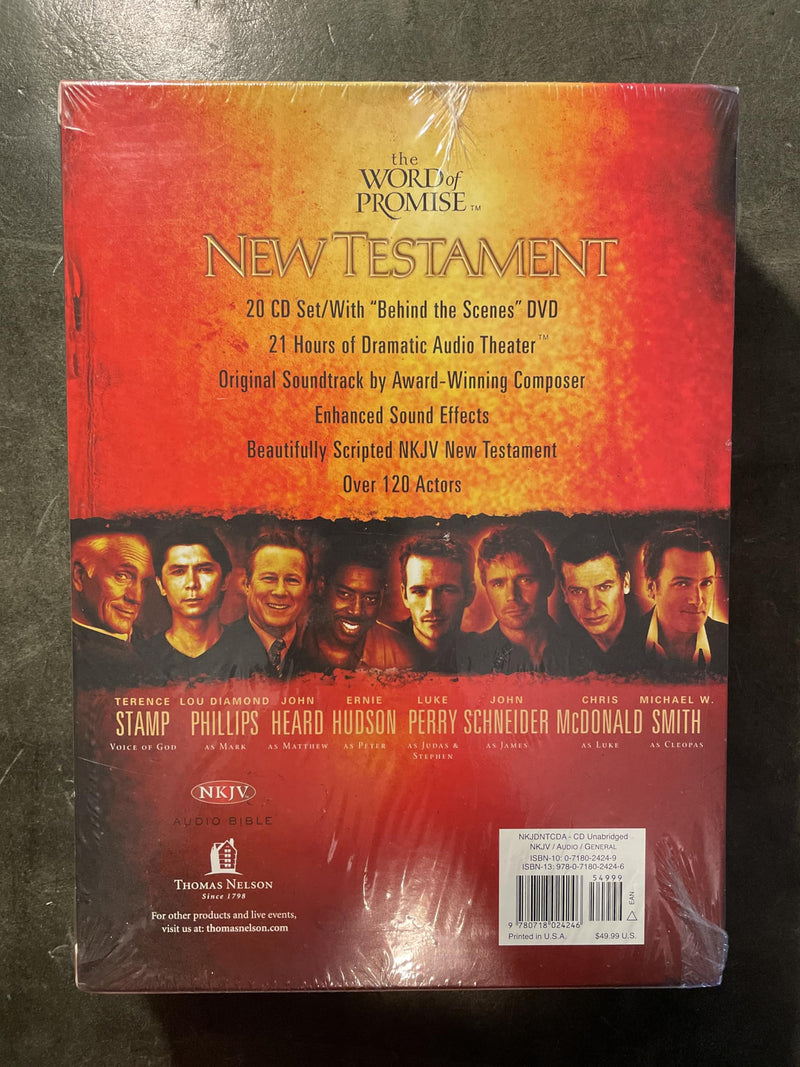 the
WORD of
PROMISE™
NEW TESTAMENT
20 CD Set/With "Behind the Scenes" DVD
21 Hours of Dramatic Audio Theater™
Original Soundtrack by Award-Winning Composer
Enhanced Sound Effects
Beautifully Scripted NKJV New Testament
Over 120 Actors
TERENCE LOU DIAMOND JOHN ERNIE LUKE JOHN CHRIS MICHAEL W.
STAMP PHILLIPS HEARD HUDSON PERRY SCHNEIDER McDONALD SMITH
VOICE OF GOD AS MARK AS MATTHEW AS PETER AS JUDAS & AS JAMES AS LUKE AS CLEOPAS
STEPHEN
NKJV
AUDIO BIBLE
THOMAS NELSON
Since 1798
For other products and live events,
visit us at: thomasnelson.com
NKJDNTCDA - CD Unabridged
NKJV / AUDIO / GENERAL
ISBN-10: 0-7180-2424-9
ISBN-13: 978-0-7180-2424-6
54999
EAN
9 780718 024246
Printed in U.S.A. $49.99 U.S.